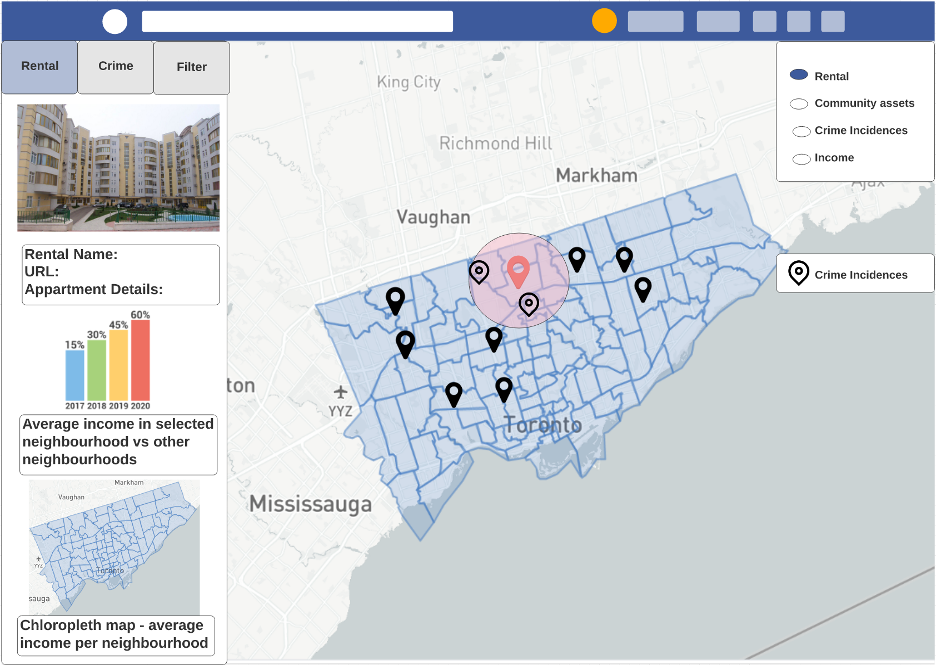 Rental
Crime
Filter
Rental Name:
URL:
Appartment Details:
60%
45%
30%
15%
2017 2018 2019 2020
Average income in selected
neighbourhood vs other
neighbourhoods
Markham
Vaughan
YYZ
Toronto
sauga
Chloropleth map - average
income per neighbourhood
King City
Richmond Hill
Markham
Vaughan
ton
YYZ
Toronto
Mississauga
Rental
Community assets
Crime Incidences
Income
Ajax
Crime Incidences